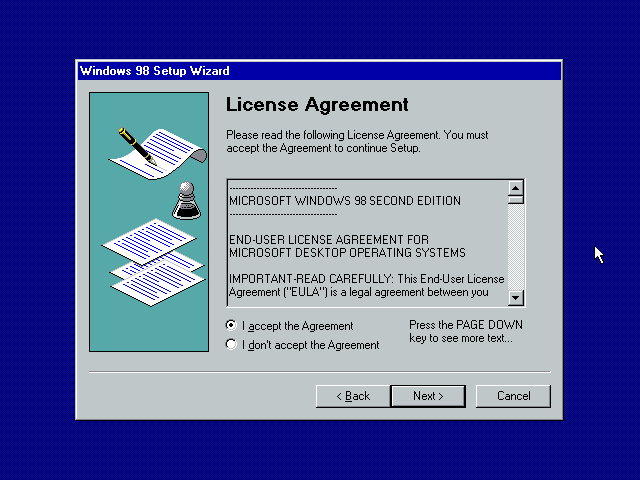 Windows 98 Setup Wizard
License Agreement
Please read the following License Agreement. You must
accept the Agreement to continue Setup.
------------------------------------
MICROSOFT WINDOWS 98 SECOND EDITION
------------------------------------
END-USER LICENSE AGREEMENT FOR
MICROSOFT DESKTOP OPERATING SYSTEMS
IMPORTANT-READ CAREFULLY: This End-User License
Agreement ("EULA") is a legal agreement between you
I accept the Agreement
I don't accept the Agreement
Press the PAGE DOWN
key to see more text...
< Back
Next >
Cancel